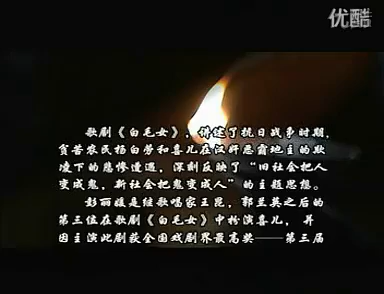 优酷
歌剧《白毛女》，讲述了抗日战争时期，
贫苦农民杨白劳和喜儿在汉奸恶霸地主的欺
凌下的悲惨遭遇，深刻反映了“旧社会把人
变成鬼，新社会把鬼变成人”的主题思想。
彭丽媛是继歌唱家王昆，郭兰英之后的
第三位在歌剧《白毛女》中扮演喜儿，并
因主演此剧获全国戏剧界最高奖——第三届